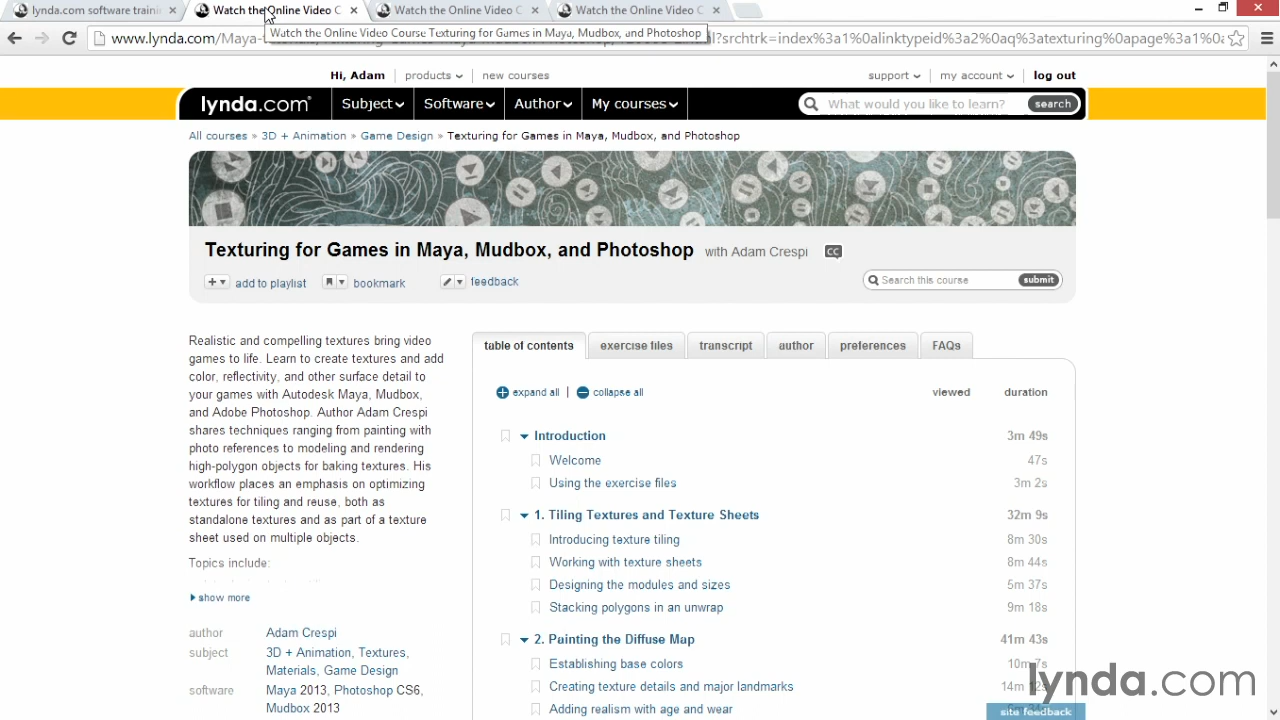 lynda.com software traini
Watch the Online Video C
Watch the Online Video C
Watch the Online Video C
Watch the Online Video Course Texturing for Games in Maya, Mudbox, and Photoshop
www.lynda.com/Maya-
?srchtrk=index%3a1%0alinktypeid%3a2%0aq%3atexturing%0apage%3a1%0a
Hi, Adam
products
new courses
support
my account
log out
lynda.com
Subject
Software
Author
My courses
What would you like to learn?
search
All courses » 3D + Animation » Game Design » Texturing for Games in Maya, Mudbox, and Photoshop
Texturing for Games in Maya, Mudbox, and Photoshop with Adam Crespi CC
add to playlist
bookmark
feedback
Search this course
submit
Realistic and compelling textures bring video
games to life. Learn to create textures and add
color, reflectivity, and other surface detail to
your games with Autodesk Maya, Mudbox,
and Adobe Photoshop. Author Adam Crespi
shares techniques ranging from painting with
photo references to modeling and rendering
high-polygon objects for baking textures. His
workflow places an emphasis on optimizing
textures for tiling and reuse, both as
standalone textures and as part of a texture
sheet used on multiple objects.
Topics include:
show more
author Adam Crespi
subject 3D + Animation, Textures,
Materials, Game Design
software Maya 2013, Photoshop CS6,
Mudbox 2013
table of contents
exercise files
transcript
author
preferences
FAQs
expand all | collapse all
viewed
duration
Introduction 3m 49s
Welcome 47s
Using the exercise files 3m 2s
1. Tiling Textures and Texture Sheets 32m 9s
Introducing texture tiling 8m 30s
Working with texture sheets 8m 44s
Designing the modules and sizes 5m 37s
Stacking polygons in an unwrap 9m 18s
2. Painting the Diffuse Map 41m 43s
Establishing base colors 10m 7s
Creating texture details and major landmarks 14m
Adding realism with age and wear
lynda.com
site feedback